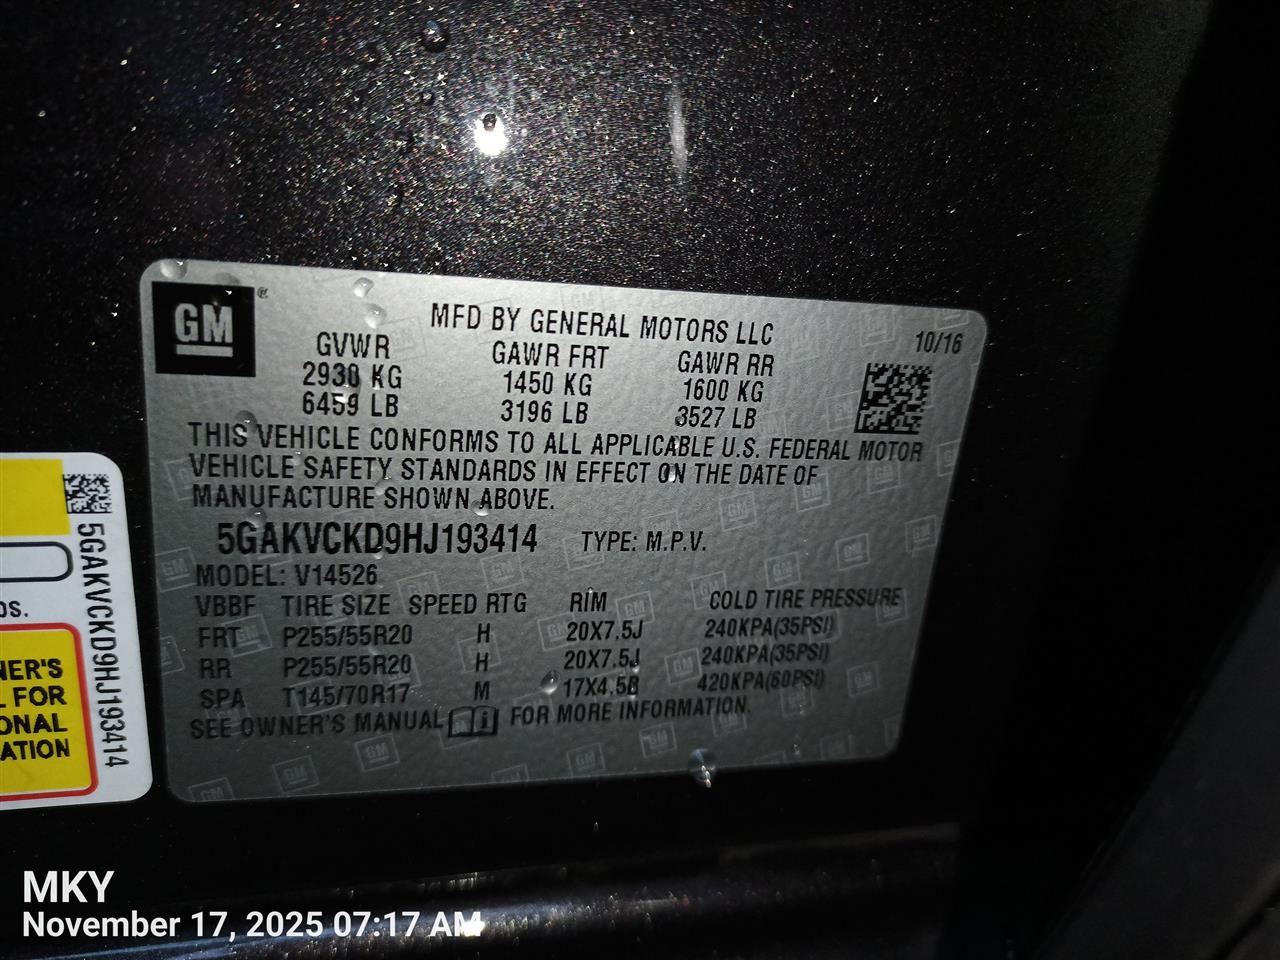 GM
MFD BY GENERAL MOTORS LLC
10/16
GVWR GAWR FRT GAWR RR
2930 KG 1450 KG 1600 KG
6459 LB 3196 LB 3527 LB
THIS VEHICLE CONFORMS TO ALL APPLICABLE U.S. FEDERAL MOTOR
VEHICLE SAFETY STANDARDS IN EFFECT ON THE DATE OF
MANUFACTURE SHOWN ABOVE.
5GAKVCKD9HJ193414 TYPE: M.P.V.
MODEL: V14526
VBBF TIRE SIZE SPEED RTG RIM COLD TIRE PRESSURE
FRT P255/55R20 H 20X7.5J 240KPA(35PSI)
RR P255/55R20 H 20X7.5J 240KPA(35PSI)
SPA T145/70R17 M 17X4.5B 420KPA(60PSI)
SEE OWNER'S MANUAL FOR MORE INFORMATION.
5GAKVCKD9HJ193414
NER'S
L FOR
ONAL
ATION
MKY
November 17, 2025 07:17 AM